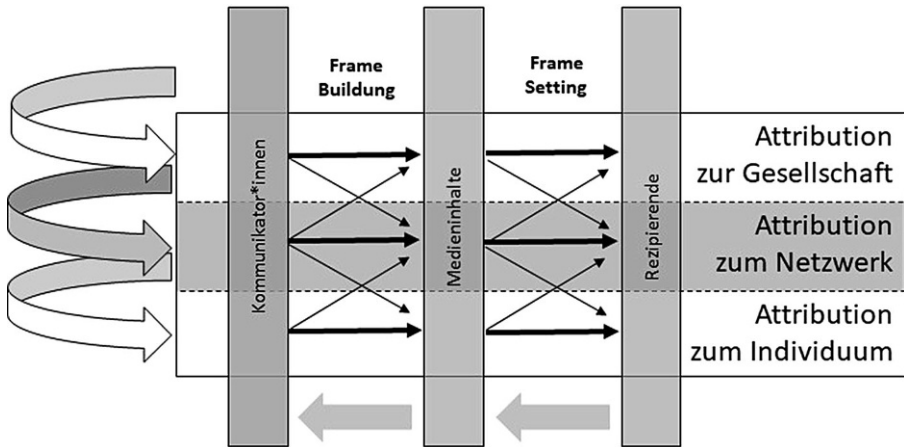 Frame
Buildung
Frame
Setting
Kommunikator*innen
Medieninhalte
Rezipierende
Attribution
zur Gesellschaft
Attribution
zum Netzwerk
Attribution
zum Individuum